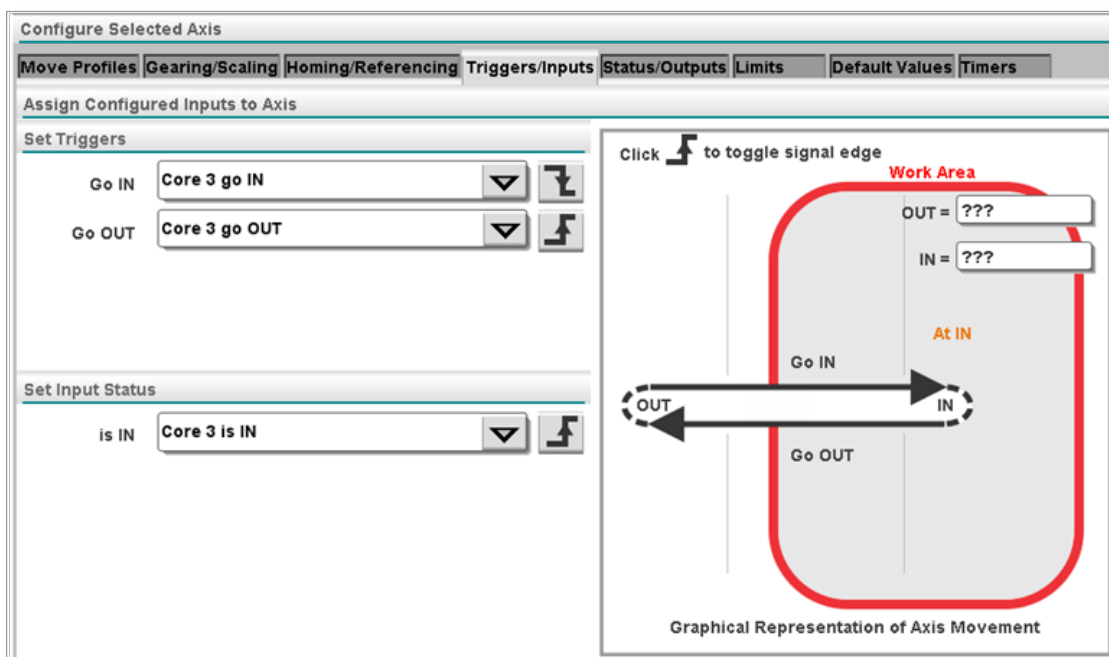 Configure Selected Axis
Move Profiles Gearing/Scaling Homing/Referencing Triggers/Inputs Status/Outputs Limits Default Values Timers
Assign Configured Inputs to Axis
Set Triggers
Go IN Core 3 go IN
Go OUT Core 3 go OUT
Set Input Status
is IN Core 3 is IN
Click to toggle signal edge
Work Area
OUT = ???
IN = ???
At IN
Go IN
OUT IN
Go OUT
Graphical Representation of Axis Movement